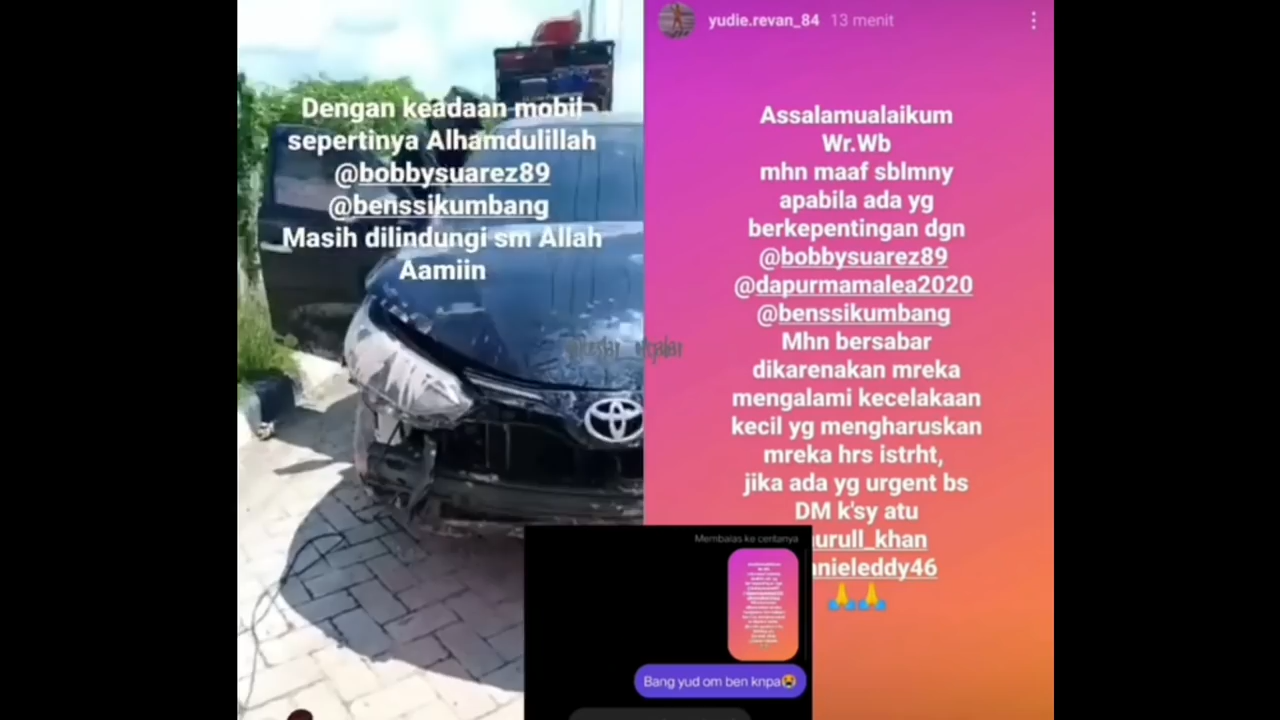 Dengan keadaan mobil
sepertinya Alhamdulillah
@bobbysuarez89
@benssikumbang
Masih dilindungi sm Allah
Aamiin
yudie.revan_84 13 menit
Assalamualaikum
Wr.Wb
mhn maaf sblmny
apabila ada yg
berkepentingan dgn
@bobbysuarez89
@dapurmamalea2020
@benssikumbang
Mhn bersabar
dikarenakan mreka
mengalami kecelakaan
kecil yg mengharuskan
mreka hrs istrht,
jika ada yg urgent bs
DM k'sy atu
urull_khan
anieleddy46
🙏🙏
Membalas ke ceritanya
Bang yud om ben knpa😭